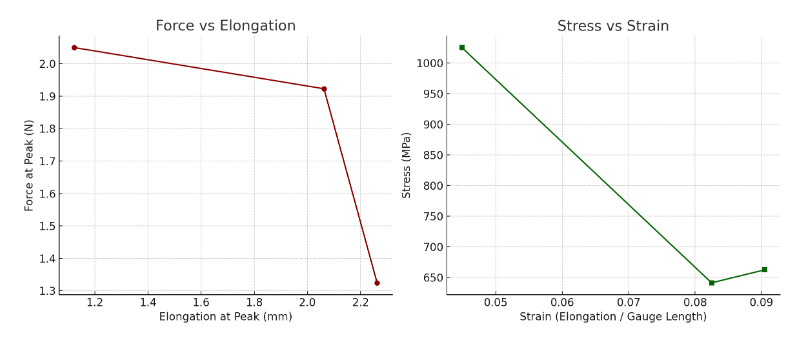 Force vs Elongation
Force at Peak (N)
2.0
1.9
1.8
1.7
1.6
1.5
1.4
1.3
1.2 1.4 1.6 1.8 2.0 2.2
Elongation at Peak (mm)
Stress vs Strain
Stress (MPa)
1000
950
900
850
800
750
700
650
0.05 0.06 0.07 0.08 0.09
Strain (Elongation / Gauge Length)